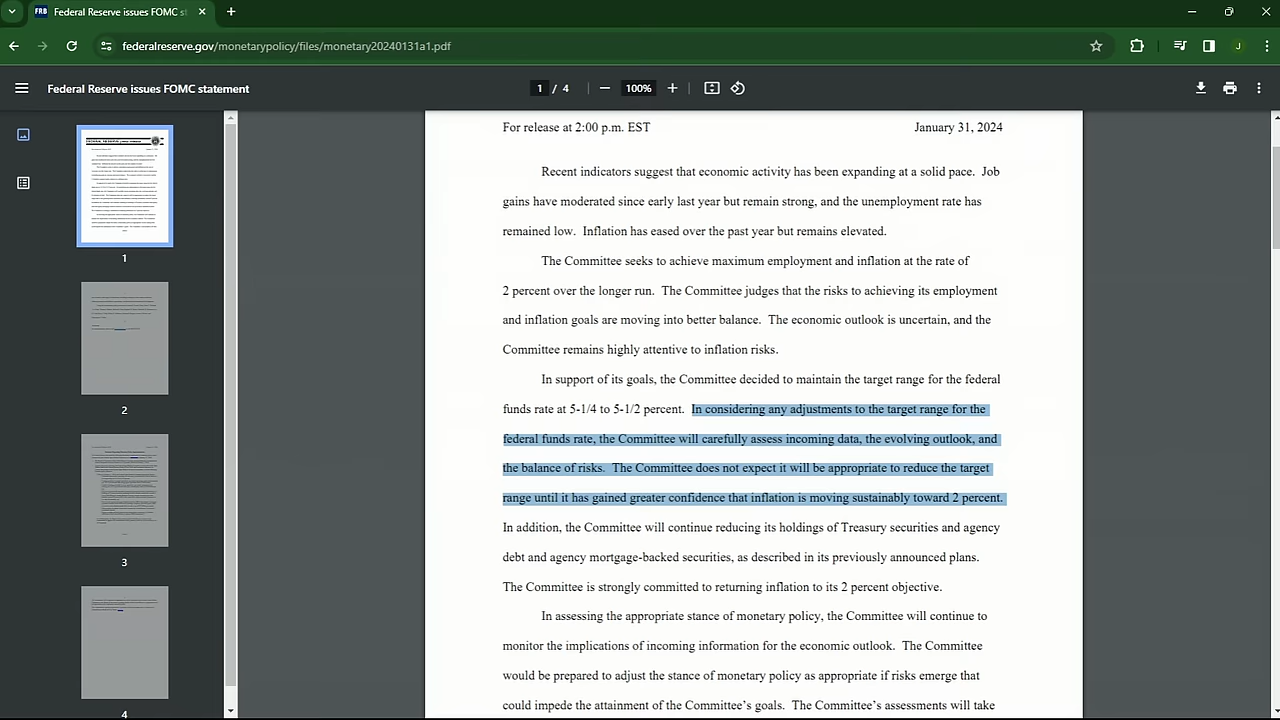 FRB Federal Reserve issues FOMC st
federalreserve.gov/monetarypolicy/files/monetary20240131a1.pdf
J
Federal Reserve issues FOMC statement
1 / 4
100%
1
2
3
4
For release at 2:00 p.m. EST January 31, 2024
Recent indicators suggest that economic activity has been expanding at a solid pace. Job
gains have moderated since early last year but remain strong, and the unemployment rate has
remained low. Inflation has eased over the past year but remains elevated.
The Committee seeks to achieve maximum employment and inflation at the rate of
2 percent over the longer run. The Committee judges that the risks to achieving its employment
and inflation goals are moving into better balance. The economic outlook is uncertain, and the
Committee remains highly attentive to inflation risks.
In support of its goals, the Committee decided to maintain the target range for the federal
funds rate at 5-1/4 to 5-1/2 percent. In considering any adjustments to the target range for the
federal funds rate, the Committee will carefully assess incoming data, the evolving outlook, and
the balance of risks. The Committee does not expect it will be appropriate to reduce the target
range until it has gained greater confidence that inflation is moving sustainably toward 2 percent.
In addition, the Committee will continue reducing its holdings of Treasury securities and agency
debt and agency mortgage-backed securities, as described in its previously announced plans.
The Committee is strongly committed to returning inflation to its 2 percent objective.
In assessing the appropriate stance of monetary policy, the Committee will continue to
monitor the implications of incoming information for the economic outlook. The Committee
would be prepared to adjust the stance of monetary policy as appropriate if risks emerge that
could impede the attainment of the Committee's goals. The Committee's assessments will take